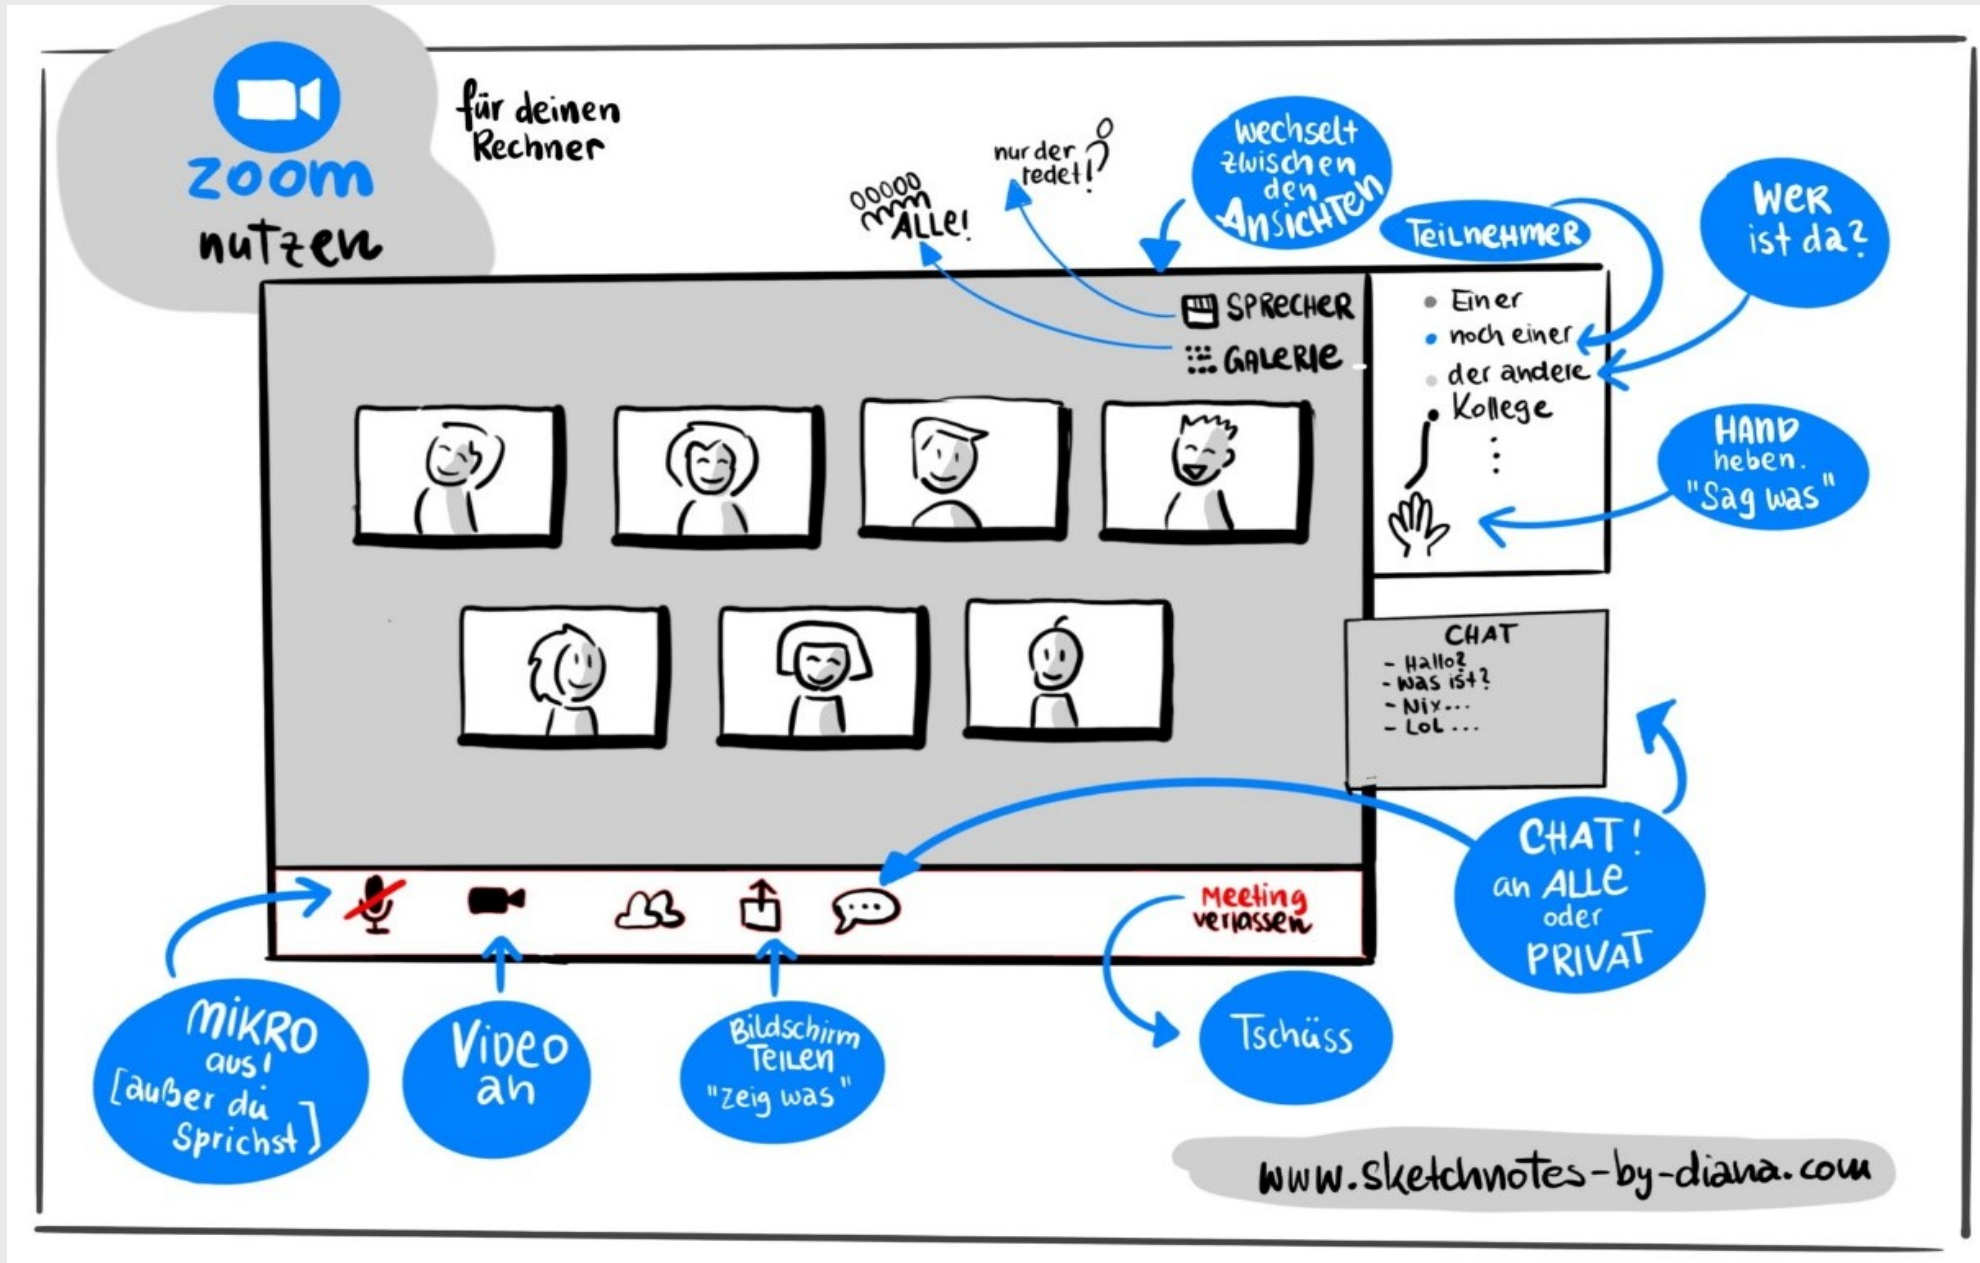 zoom
nutzen
für deinen
Rechner
ALLE!
nur der
redet!
wechselt
zwischen
den
ANSICHTEN
TEILNEHMER
WER
ist da?
SPRECHER
GALERIE
Einer
noch einer
der andere
Kollege
HAND
heben.
"Sag was"
CHAT
- Hallo?
- Was ist?
- Nix...
- LOL...
CHAT!
an ALLE
oder
PRIVAT
Meeting
verlassen
MIKRO
aus!
[außer du
Sprichst]
VIDEO
an
Bildschirm
TEILEN
"zeig was"
Tschüss
www.sketchnotes-by-diana.com